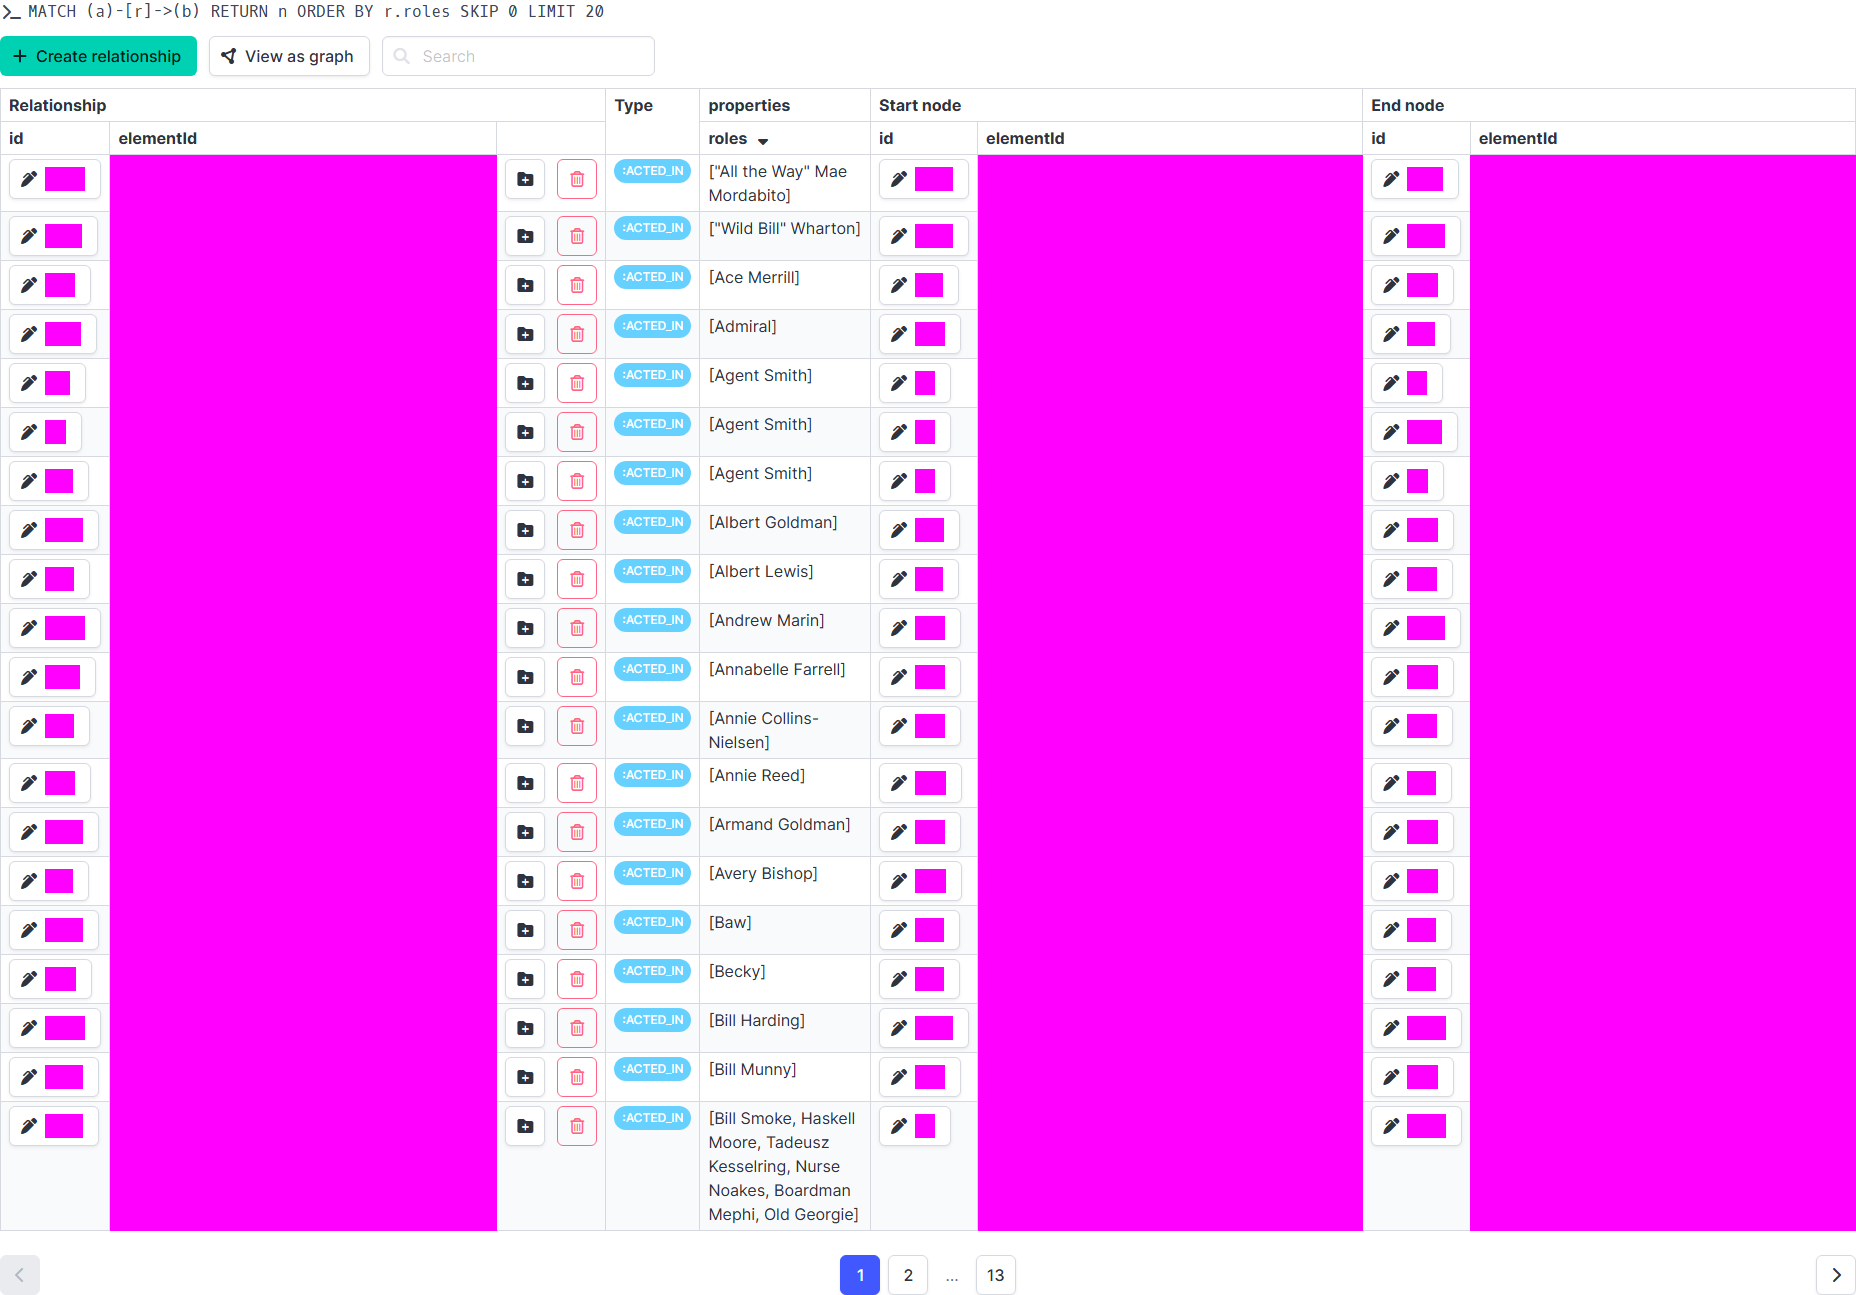 MATCH (a)-[r]->(b) RETURN n ORDER BY r.roles SKIP 0 LIMIT 20
Create relationship View as graph Search
Relationship Type properties Start node End node
id elementId roles id elementId id elementId
:ACTED_IN ["All the Way" Mae
Mordabito]
:ACTED_IN ["Wild Bill" Wharton]
:ACTED_IN [Ace Merrill]
:ACTED_IN [Admiral]
:ACTED_IN [Agent Smith]
:ACTED_IN [Agent Smith]
:ACTED_IN [Agent Smith]
:ACTED_IN [Albert Goldman]
:ACTED_IN [Albert Lewis]
:ACTED_IN [Andrew Marin]
:ACTED_IN [Annabelle Farrell]
:ACTED_IN [Annie Collins-
Nielsen]
:ACTED_IN [Annie Reed]
:ACTED_IN [Armand Goldman]
:ACTED_IN [Avery Bishop]
:ACTED_IN [Baw]
:ACTED_IN [Becky]
:ACTED_IN [Bill Harding]
:ACTED_IN [Bill Munny]
:ACTED_IN [Bill Smoke, Haskell
Moore, Tadeusz
Kesselring, Nurse
Noakes, Boardman
Mephi, Old Georgie]
1 2 ... 13